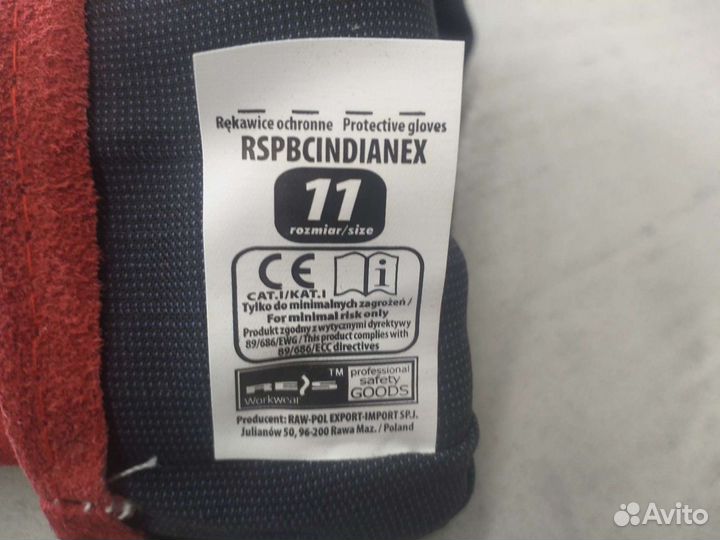 Rękawice ochronne Protective gloves
RSPBCINDIANEX
11
rozmiar/size
CE i
CAT.I/KAT.I
Tylko do minimalnych zagrożeń /
For minimal risk only
Produkt zgodny z wytycznymi dyrektywy
89/686/EWG / This product complies with
89/686/ECC directives
REIS TM
workwear
professional
safety
GOODS
Producent: RAW-POL EXPORT-IMPORT SP.J.
Julianów 50, 96-200 Rawa Maz. / Poland
Avito